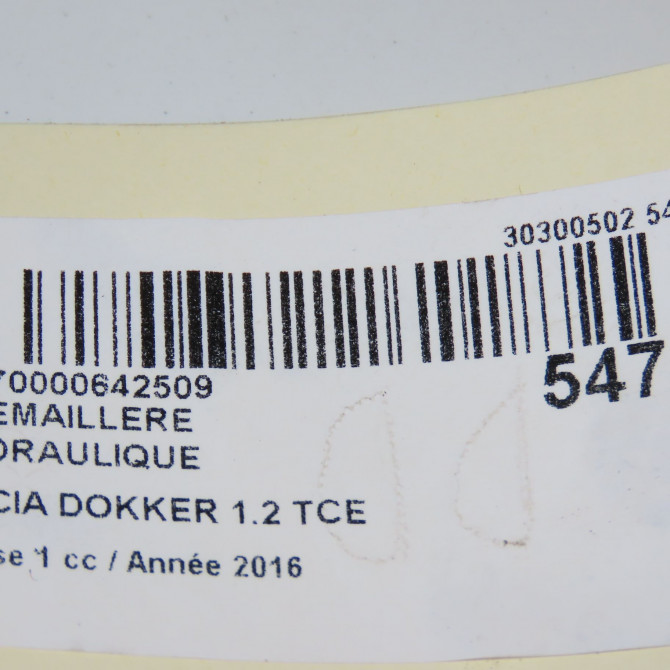 30300502 54
547
70000642509
EMAILLERE
DRAULIQUE
CIA DOKKER 1.2 TCE
se 1 cc / Année 2016